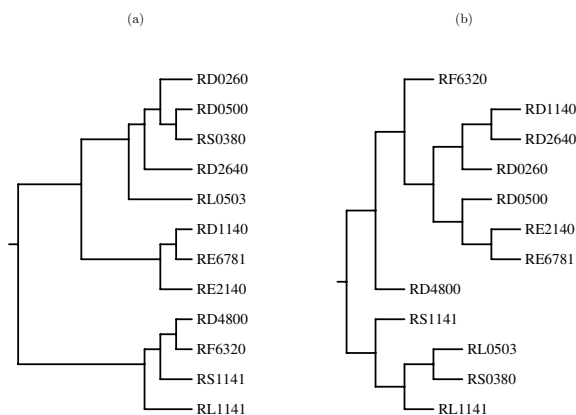 (a)
RD0260
RD0500
RS0380
RD2640
RL0503
RD1140
RE6781
RE2140
RD4800
RF6320
RS1141
RL1141
(b)
RF6320
RD1140
RD2640
RD0260
RD0500
RE2140
RE6781
RD4800
RS1141
RL0503
RS0380
RL1141